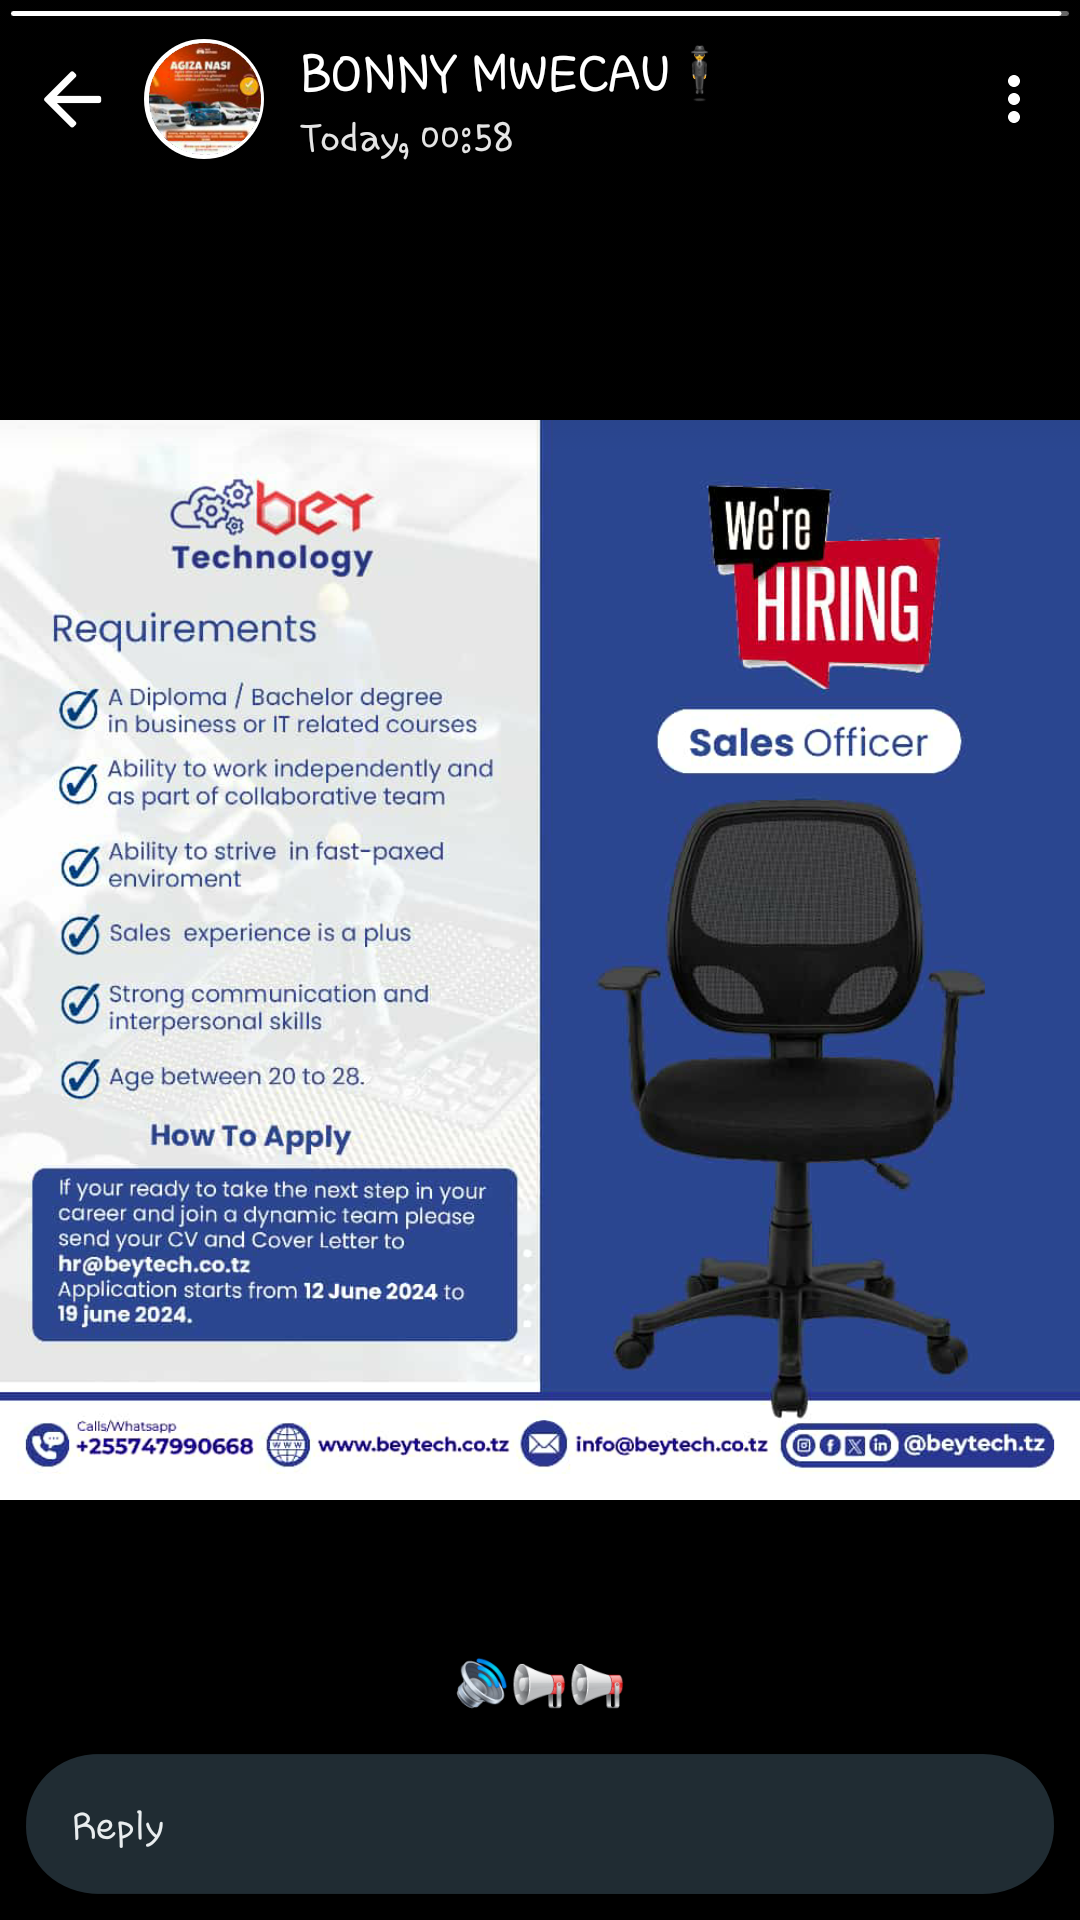 BONNY MWECAU
Today, 00:58
AGIZA NASI
bey
Technology
Requirements
A Diploma / Bachelor degree
in business or IT related courses
Ability to work independently and
as part of collaborative team
Ability to strive in fast-paxed
enviroment
Sales experience is a plus
Strong communication and
interpersonal skills
Age between 20 to 28.
How To Apply
If your ready to take the next step in your
career and join a dynamic team please
send your CV and Cover Letter to
hr@beytech.co.tz
Application starts from 12 June 2024 to
19 june 2024.
We're
HIRING
Sales Officer
Calls/Whatsapp
+255747990668
www
www.beytech.co.tz
info@beytech.co.tz
@beytech.tz
Reply